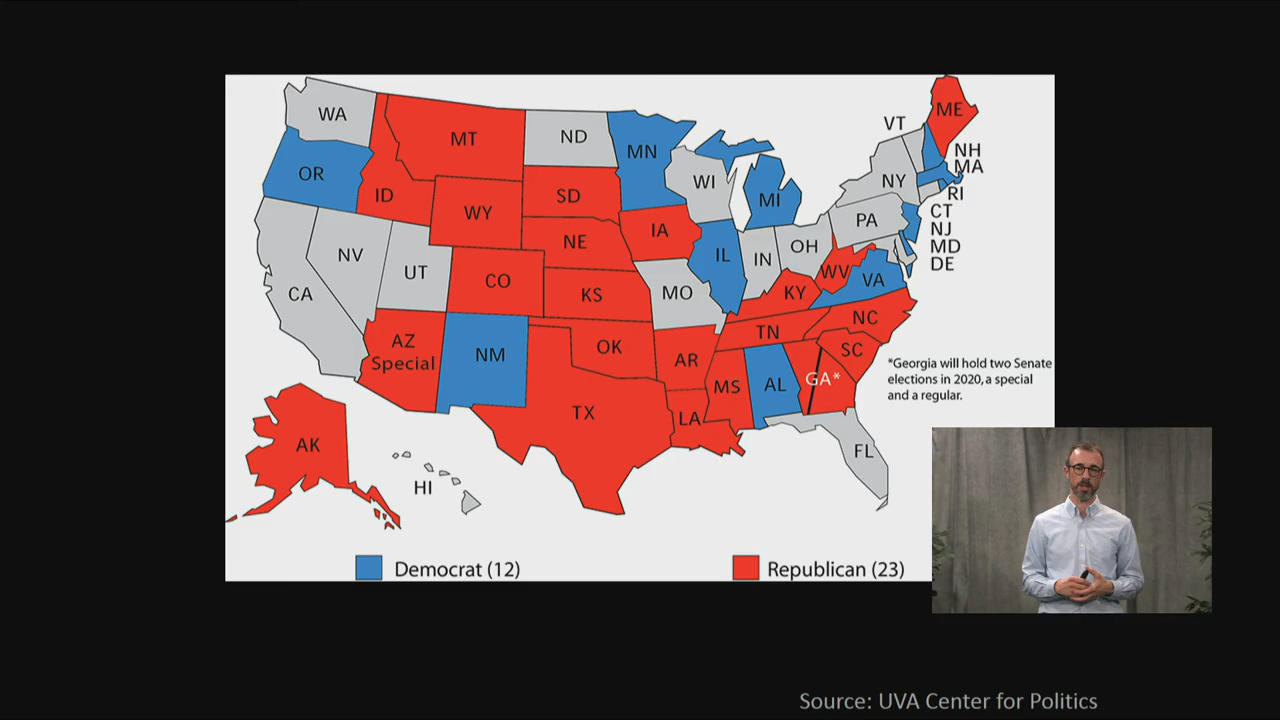 WA
MT
ND
MN
OR
ID
SD
WI
MI
WY
IA
NE
NV
UT
CO
CA
KS
MO
IL
IN
OH
PA
NY
VT
ME
NH
MA
RI
CT
NJ
MD
DE
WV
VA
KY
NC
TN
SC
AZ
Special
NM
OK
AR
MS
AL
GA*
TX
LA
FL
AK
HI
*Georgia will hold two Senate
elections in 2020, a special
and a regular.
Democrat (12)
Republican (23)
Source: UVA Center for Politics